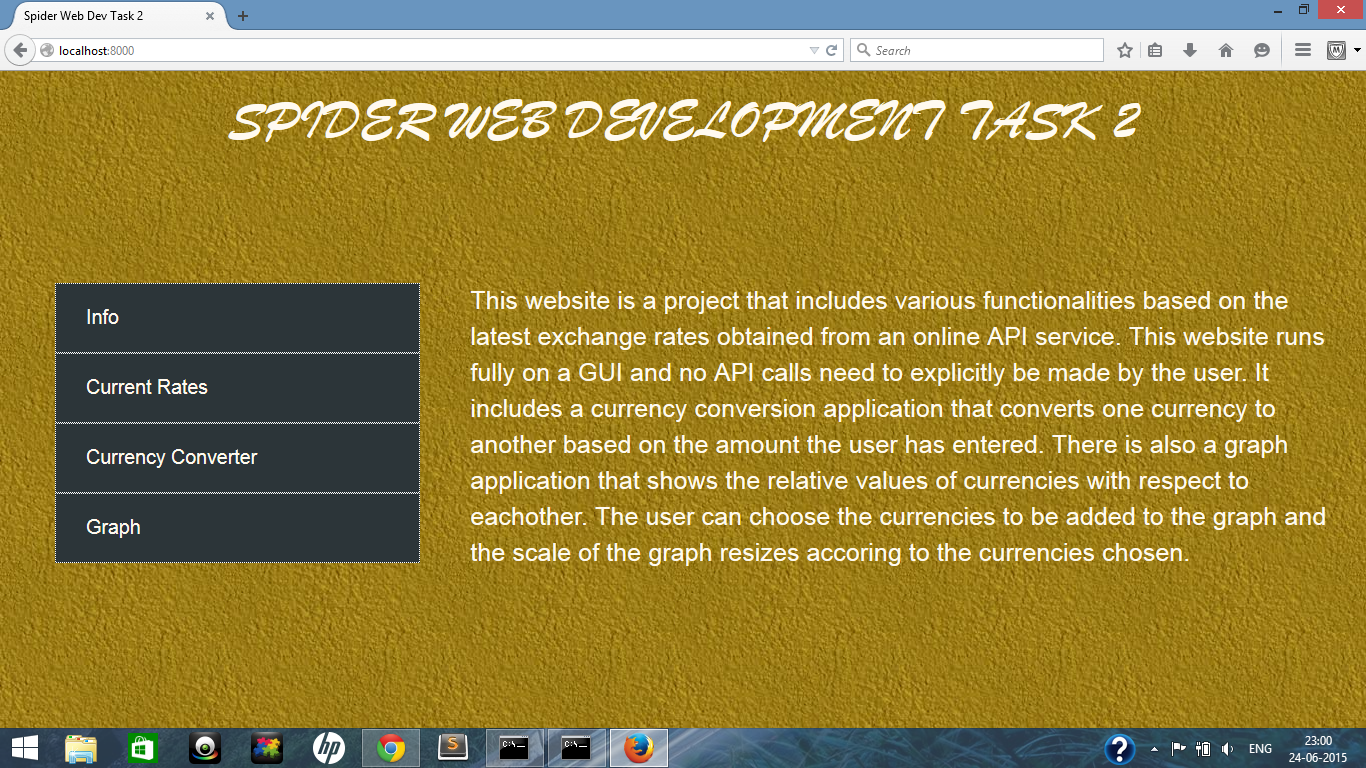 Spider Web Dev Task 2
localhost:8000
Search
SPIDER WEB DEVELOPMENT TASK 2
Info
Current Rates
Currency Converter
Graph
This website is a project that includes various functionalities based on the
latest exchange rates obtained from an online API service. This website runs
fully on a GUI and no API calls need to explicitly be made by the user. It
includes a currency conversion application that converts one currency to
another based on the amount the user has entered. There is also a graph
application that shows the relative values of currencies with respect to
eachother. The user can choose the currencies to be added to the graph and
the scale of the graph resizes accoring to the currencies chosen.
hp
S
C:\
C:\
?
ENG
23:00
24-06-2015